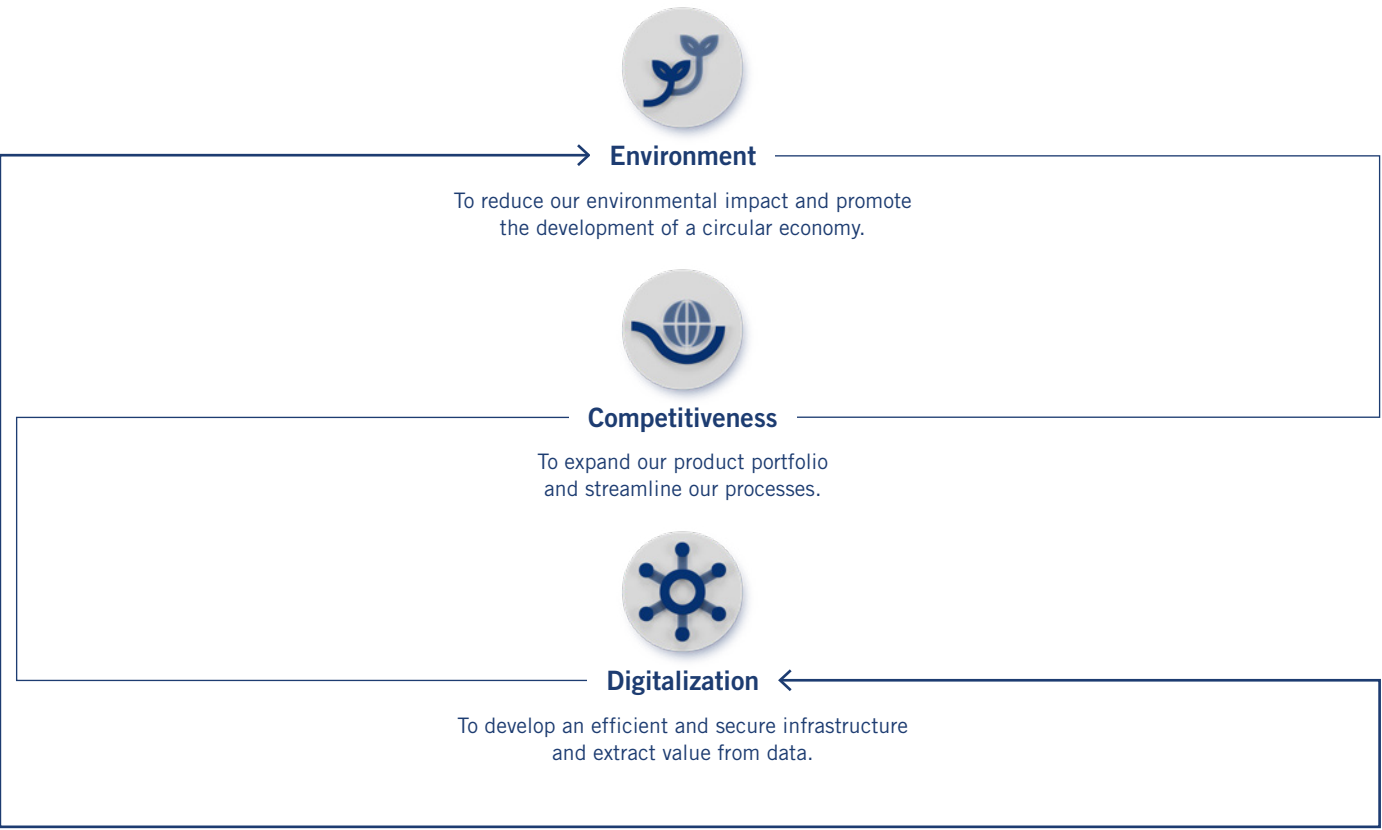 Environment
To reduce our environmental impact and promote
the development of a circular economy.
Competitiveness
To expand our product portfolio
and streamline our processes.
Digitalization
To develop an efficient and secure infrastructure
and extract value from data.